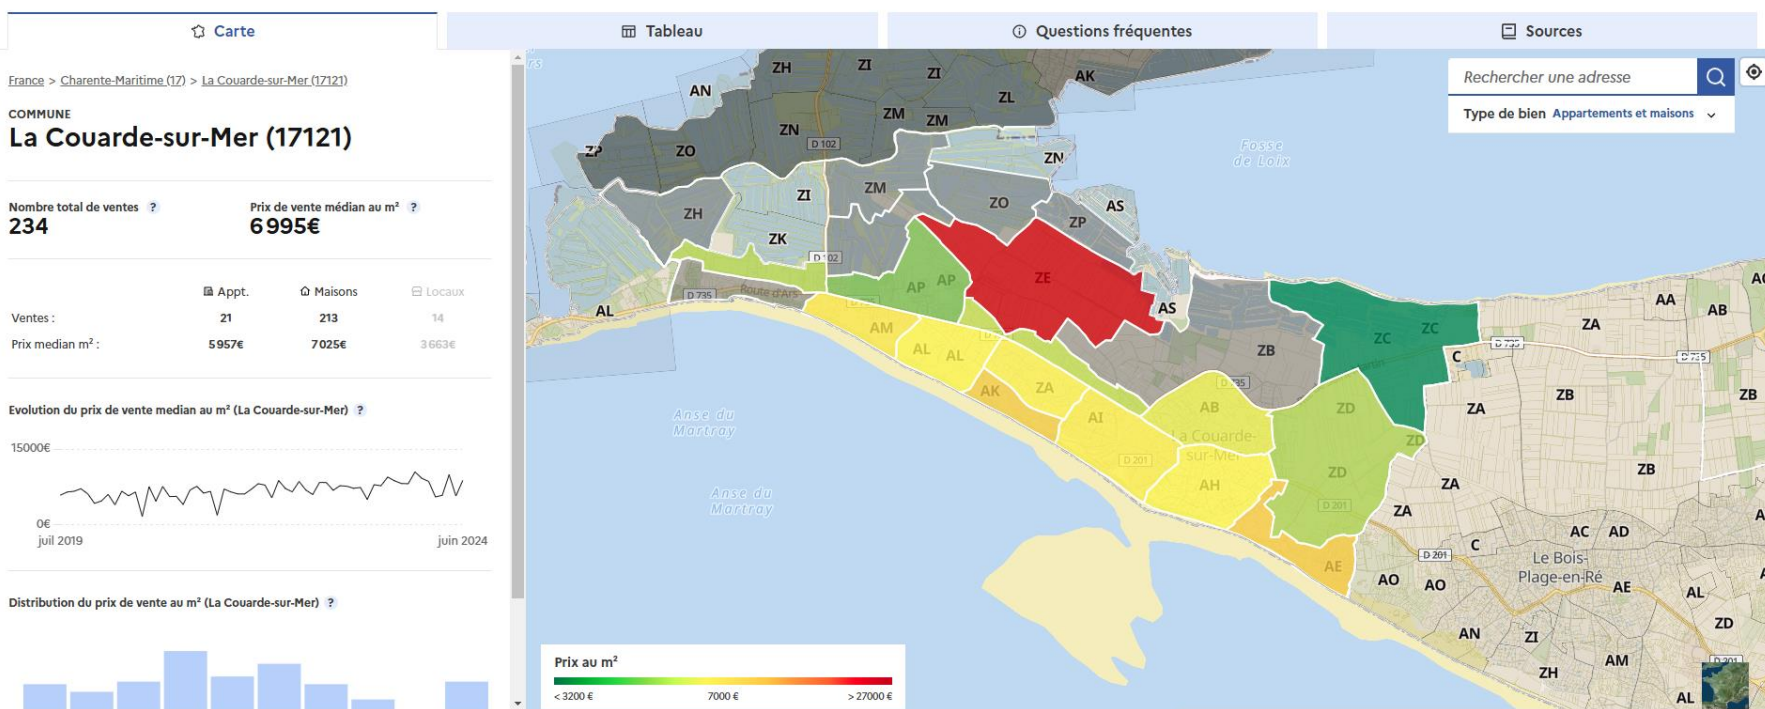 Carte
Tableau
Questions fréquentes
Sources
France > Charente-Maritime (17) > La Couarde-sur-Mer (17121)
COMMUNE
La Couarde-sur-Mer (17121)
Nombre total de ventes ?
234
Prix de vente médian au m² ?
6 995€
Appt. Maisons Locaux
Ventes : 21 213 14
Prix median m² : 5 957€ 7 025€ 3 663€
Evolution du prix de vente median au m² (La Couarde-sur-Mer) ?
15000€
0€
juil 2019 juin 2024
Distribution du prix de vente au m² (La Couarde-sur-Mer) ?
Rechercher une adresse
Type de bien Appartements et maisons
ZH
ZI
ZI
AK
AN
ZL
ZM
ZM
ZN
D 102
ZP
ZO
ZN
Fosse
de Loix
ZI
ZM
ZH
ZO
AS
ZP
ZK
D 102
ZE
AP
AP
D 735
Route d'Ars
AL
AS
AM
AL
AL
ZB
ZC
ZC
C
D 735
ZA
AA
AB
D 735
AK
ZA
D 735
Anse du
Martray
AI
AB
ZD
ZA
ZB
ZB
La Couarde-
sur-Mer
D 201
ZD
ZD
ZB
AH
ZA
Anse du
Martray
D 201
ZA
AE
D 201
C
AC
AD
Le Bois-
Plage-en-Ré
AO
AO
AE
AL
ZD
AN
ZI
AM
D 201
ZH
AL
Prix au m²
< 3200 € 7000 € > 27000 €